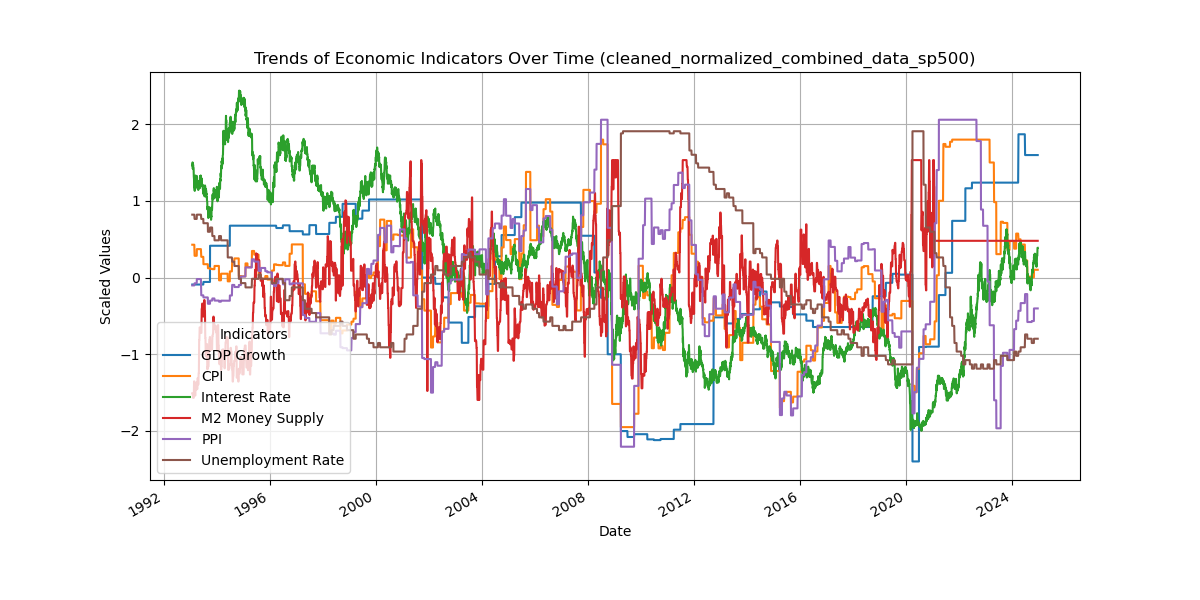 Trends of Economic Indicators Over Time (cleaned_normalized_combined_data_sp500)
Scaled Values
2
1
0
−1
−2
Indicators
GDP Growth
CPI
Interest Rate
M2 Money Supply
PPI
Unemployment Rate
1992
1996
2000
2004
2008
2012
2016
2020
2024
Date